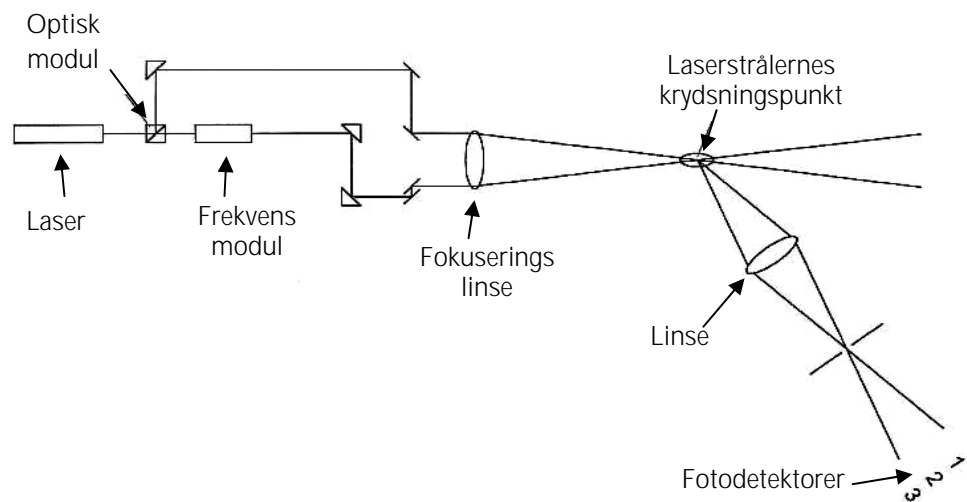 Optisk
modul
Laserstrålernes
krydsningspunkt
Laser
Frekvens
modul
Fokuserings
linse
Linse
Fotodetektorer
1
2
3